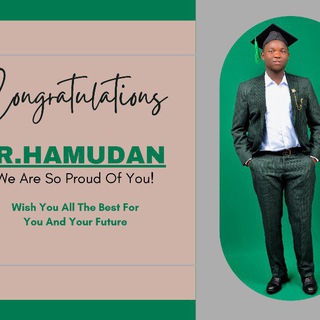 Congratulations
R.HAMUDAN
We Are So Proud Of You!
Wish You All The Best For
You And Your Future